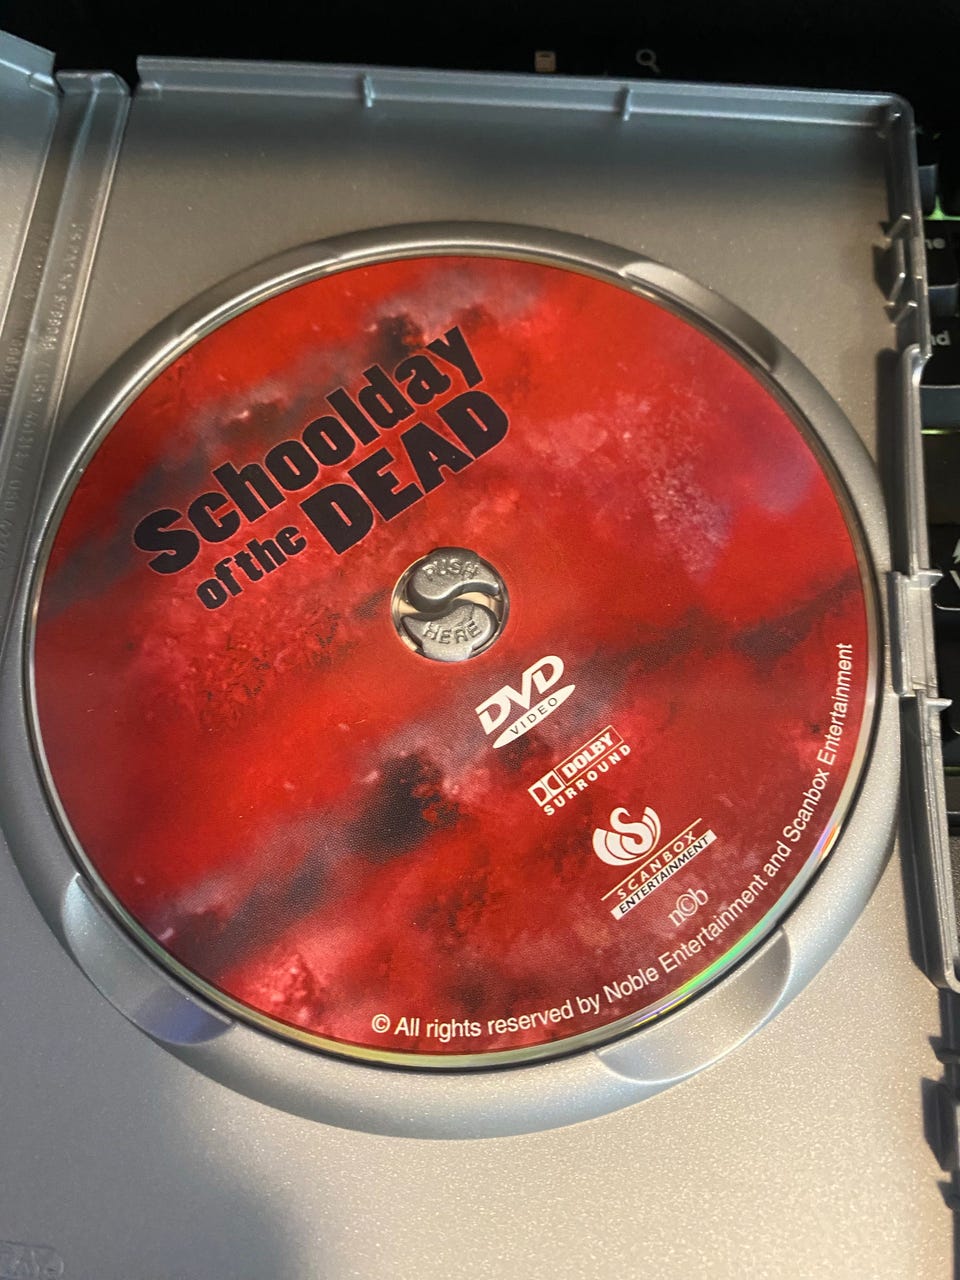 Schoolday
of the DEAD
PUSH
HERE
DVD
VIDEO
DOLBY
SURROUND
SCANBOX
ENTERTAINMENT
n©b
© All rights reserved by Noble Entertainment and Scanbox Entertainment